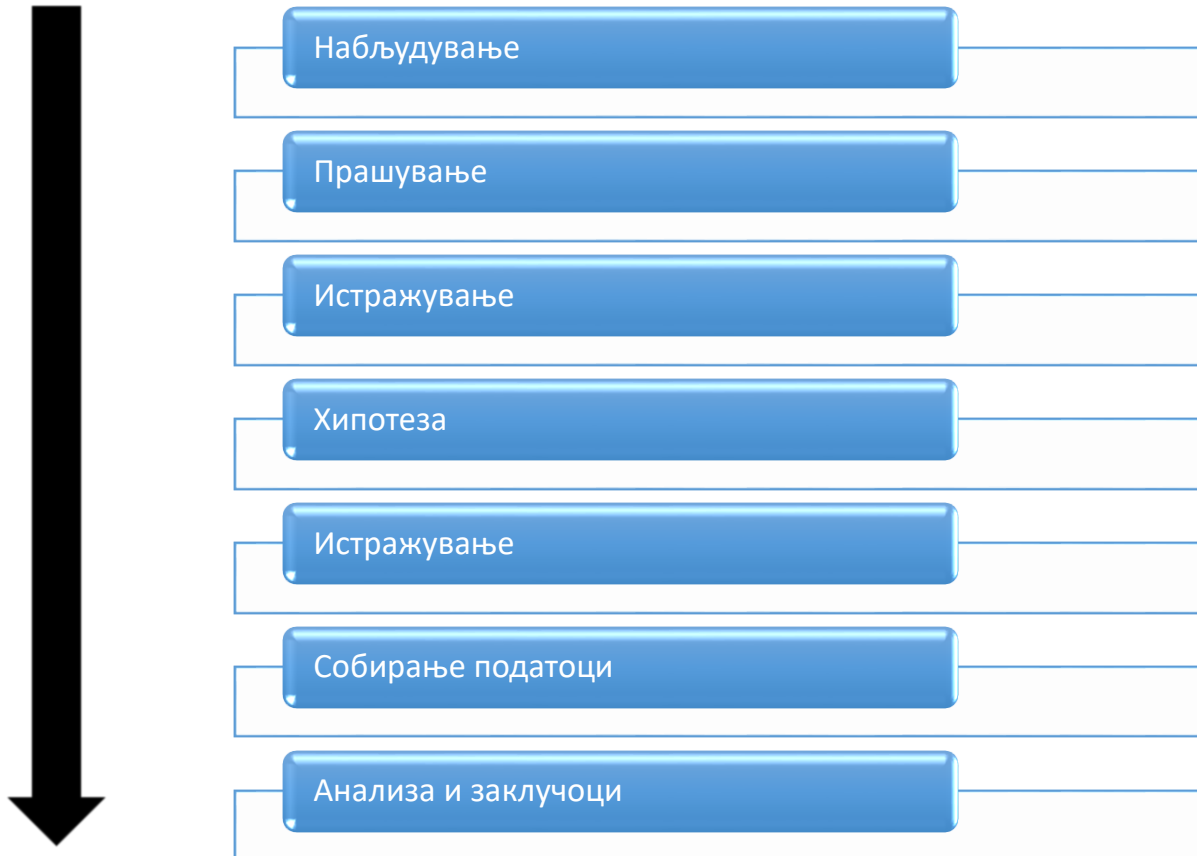 Набљудување
Прашување
Истражување
Хипотеза
Истражување
Собирање податоци
Анализа и заклучоци